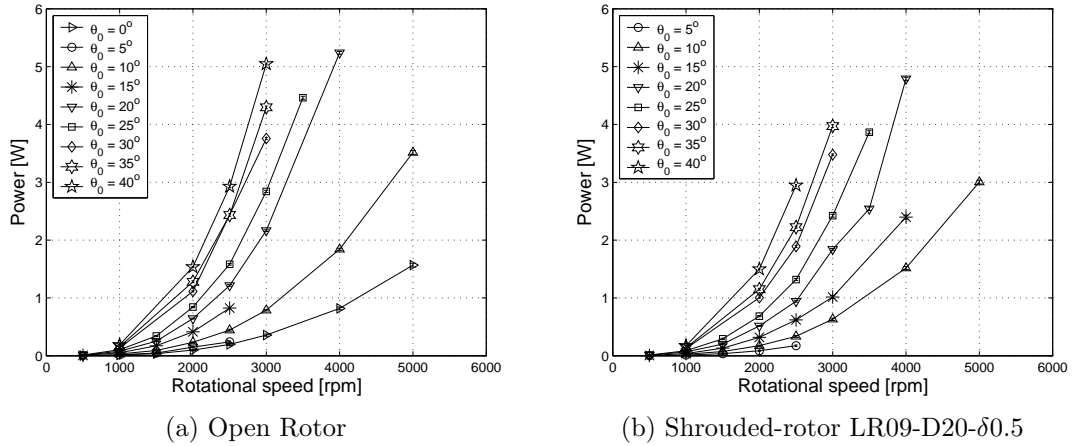 6
5
4
3
2
1
0
Power [W]
θ₀ = 0°
θ₀ = 5°
θ₀ = 10°
θ₀ = 15°
θ₀ = 20°
θ₀ = 25°
θ₀ = 30°
θ₀ = 35°
θ₀ = 40°
0 1000 2000 3000 4000 5000 6000
Rotational speed [rpm]
(a) Open Rotor
6
5
4
3
2
1
0
Power [W]
θ₀ = 5°
θ₀ = 10°
θ₀ = 15°
θ₀ = 20°
θ₀ = 25°
θ₀ = 30°
θ₀ = 35°
θ₀ = 40°
0 1000 2000 3000 4000 5000 6000
Rotational speed [rpm]
(b) Shrouded-rotor LR09-D20-δ0.5